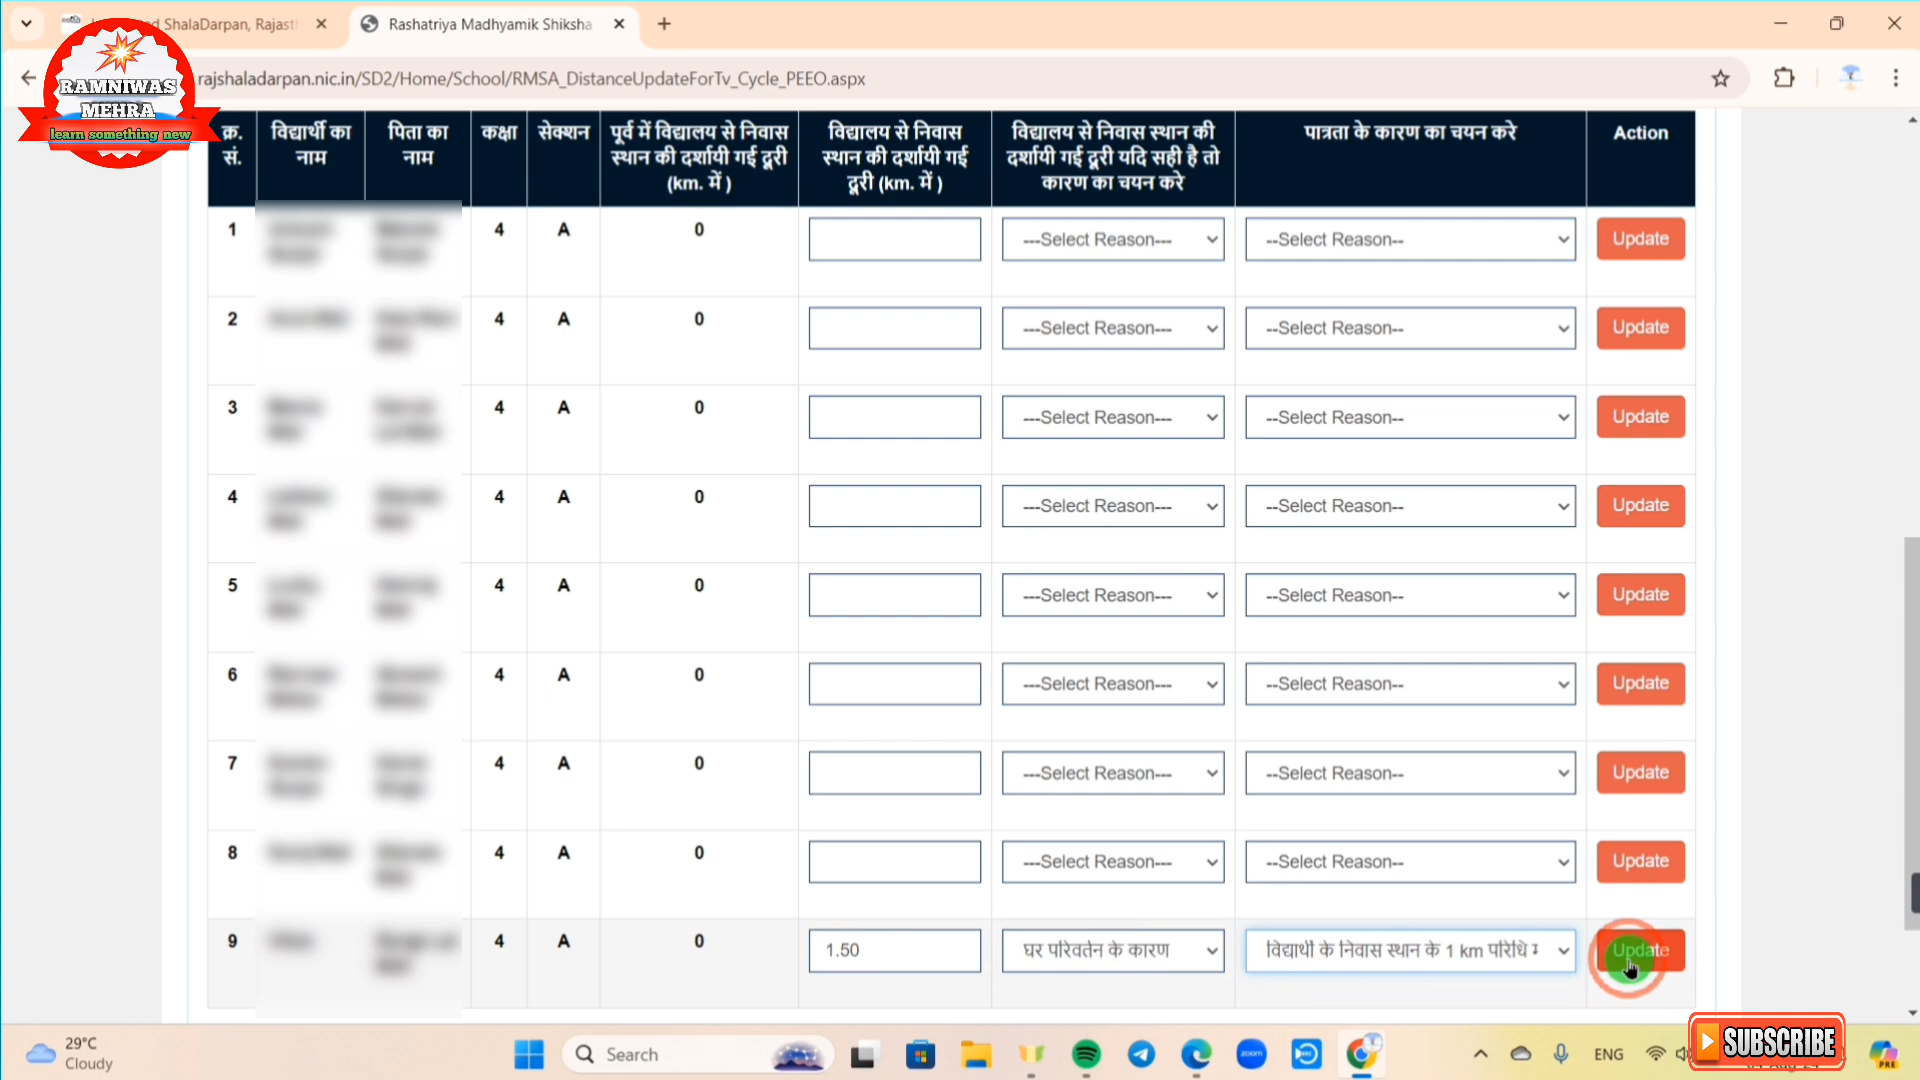 ShalaDarpan, Rajast
Rashatriya Madhyamik Shiksha
rajshaladarpan.nic.in/SD2/Home/School/RMSA_DistanceUpdateForTv_Cycle_PEEO.aspx
RAMNIWAS
MEHRA
learn something new
क्र. सं.
विद्यार्थी का नाम
पिता का नाम
कक्षा
सेक्शन
पूर्व में विद्यालय से निवास स्थान की दर्शायी गई दूरी (km. में )
विद्यालय से निवास स्थान की दर्शायी गई दूरी (km. में )
विद्यालय से निवास स्थान की दर्शायी गई दूरी यदि सही है तो कारण का चयन करे
पात्रता के कारण का चयन करे
Action
1 4 A 0 ---Select Reason--- --Select Reason-- Update
2 4 A 0 ---Select Reason--- --Select Reason-- Update
3 4 A 0 ---Select Reason--- --Select Reason-- Update
4 4 A 0 ---Select Reason--- --Select Reason-- Update
5 4 A 0 ---Select Reason--- --Select Reason-- Update
6 4 A 0 ---Select Reason--- --Select Reason-- Update
7 4 A 0 ---Select Reason--- --Select Reason-- Update
8 4 A 0 ---Select Reason--- --Select Reason-- Update
9 4 A 0 1.50 घर परिवर्तन के कारण विद्यार्थी के निवास स्थान के 1 km परिधि Update
29°C
Cloudy
Search
zoom
ENG
PRE
SUBSCRIBE